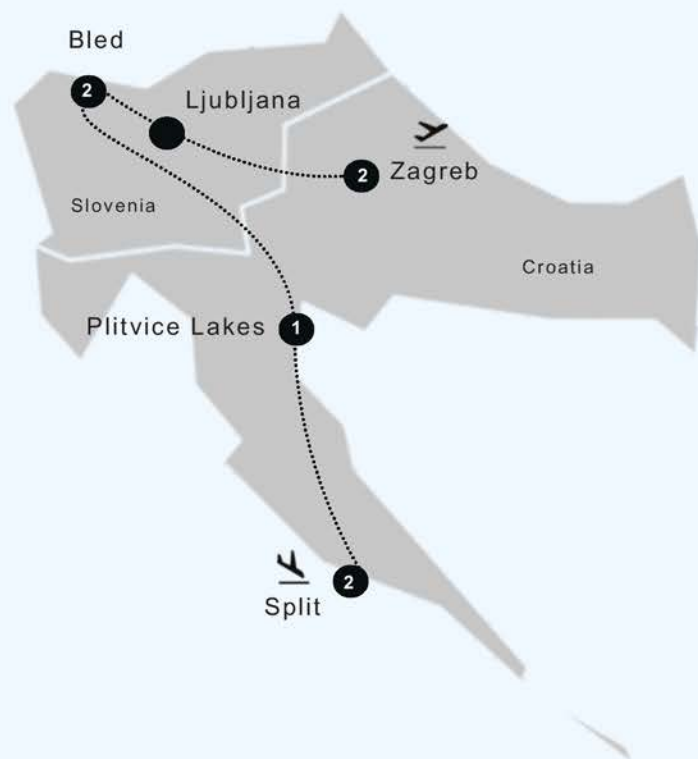 Bled
2
Ljubljana
2
Zagreb
Slovenia
Croatia
Plitvice Lakes
1
2
Split